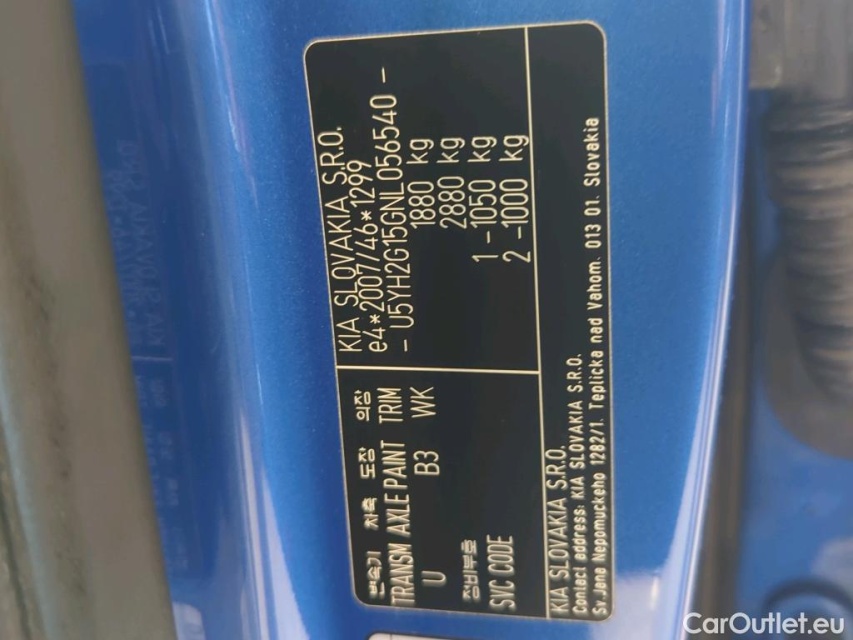 KIA SLOVAKIA S.R.O.
e4*2007/46*1299
- U5YH2G15GNL056540 -
1880 kg
2880 kg
1 -1050 kg
2 -1000 kg
변속기 차축 도장 의장
TRANSM AXLE PAINT TRIM
U B3 WK
정비부호
SVC CODE
KIA SLOVAKIA S.R.O.
Contact address: KIA SLOVAKIA S.R.O.
Sv.Jana Nepomuckeho 1282/1. Teplicka nad Vahom. 013 01. Slovakia
CarOutlet.eu